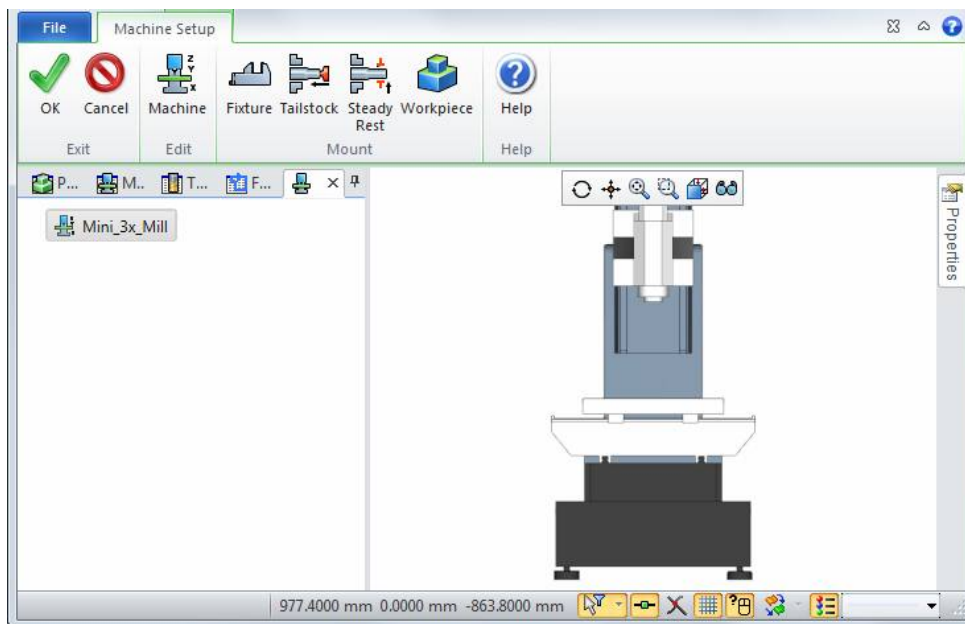 File
Machine Setup
OK
Cancel
Machine
Fixture
Tailstock
Steady
Rest
Workpiece
Help
Exit
Edit
Mount
Help
P...
M..
T...
F...
Mini_3x_Mill
Properties
977.4000 mm 0.0000 mm -863.8000 mm